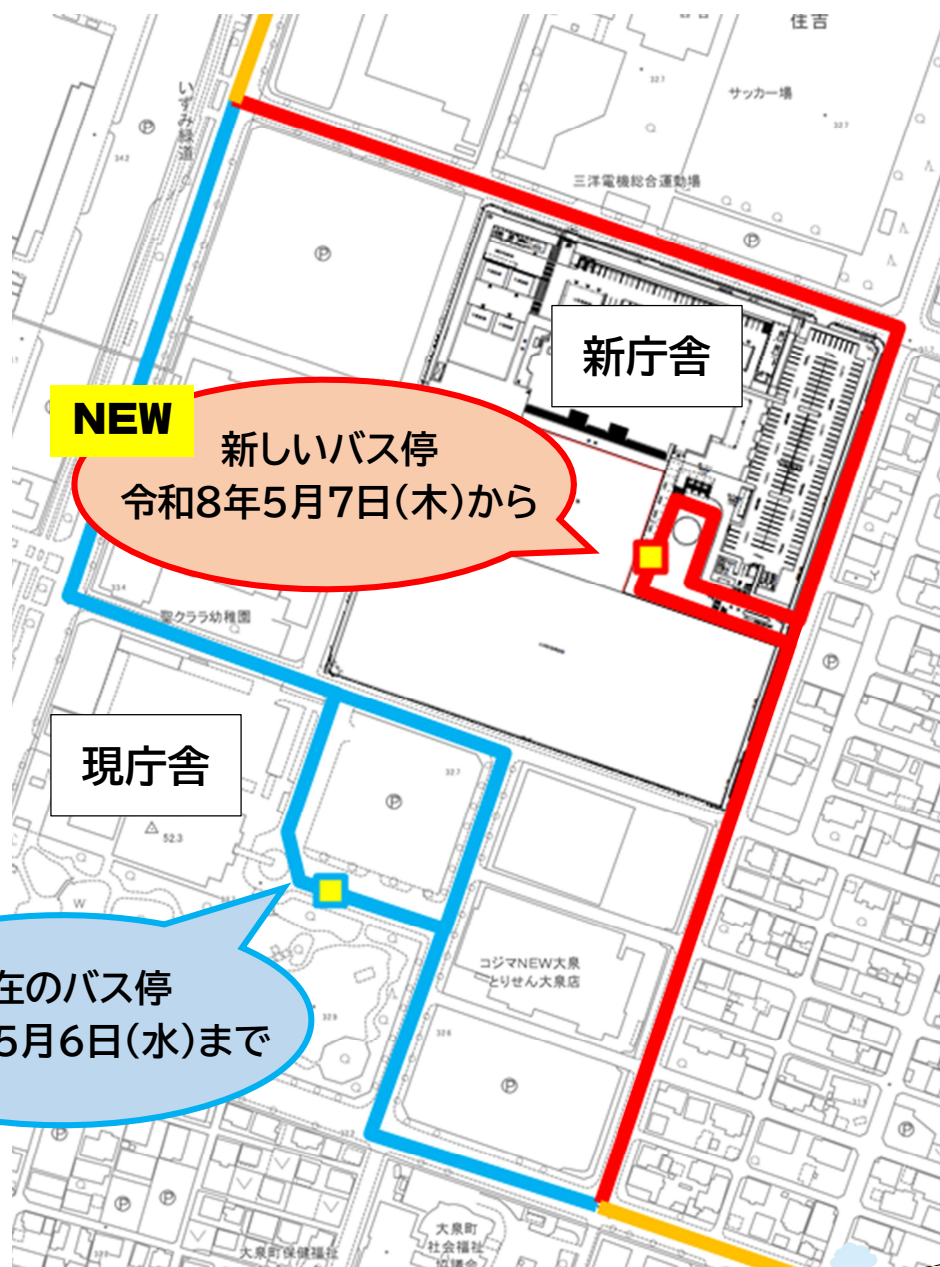 住吉
サッカー場
三洋電機総合運動場
いずみ緑道
新庁舎
NEW
新しいバス停
令和8年5月7日(木)から
聖クララ幼稚園
現庁舎
52.3
在のバス停
5月6日(水)まで
コジマNEW大泉
とりせん大泉店
大泉町
社会福祉
協議会
大泉町保健福祉